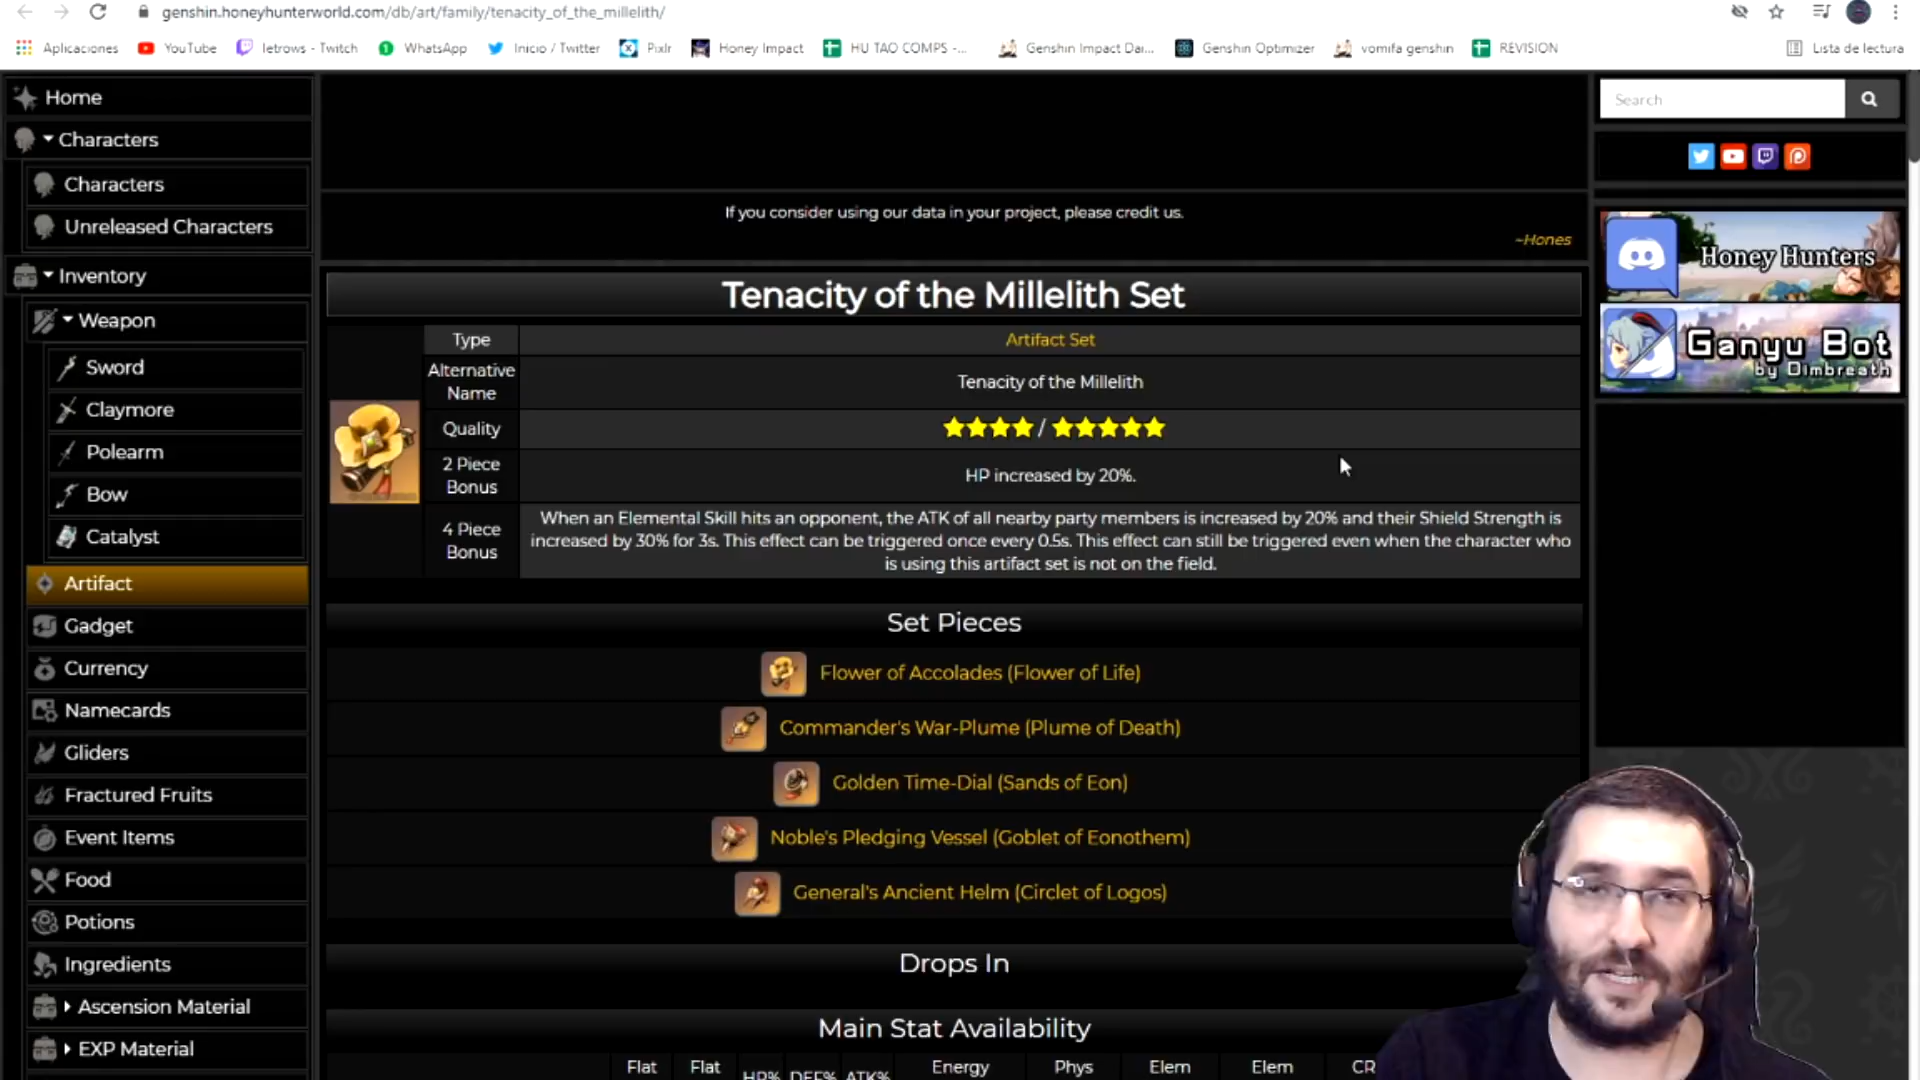 genshin.honeyhunterworld.com/db/art/family/tenacity_of_the_millelith/
Aplicaciones
YouTube
letrows - Twitch
WhatsApp
Inicio / Twitter
Pixlr
Honey Impact
HU TAO COMPS -...
Genshin Impact Dai...
Genshin Optimizer
vomifa genshin
REVISION
Lista de lectura
Home
Characters
Characters
Unreleased Characters
Inventory
Weapon
Sword
Claymore
Polearm
Bow
Catalyst
Artifact
Gadget
Currency
Namecards
Gliders
Fractured Fruits
Event Items
Food
Potions
Ingredients
Ascension Material
EXP Material
If you consider using our data in your project, please credit us.
~Hones
Tenacity of the Millelith Set
Type
Artifact Set
Alternative
Name
Tenacity of the Millelith
Quality
/
2 Piece
Bonus
HP increased by 20%.
4 Piece
Bonus
When an Elemental Skill hits an opponent, the ATK of all nearby party members is increased by 20% and their Shield Strength is
increased by 30% for 3s. This effect can be triggered once every 0.5s. This effect can still be triggered even when the character who
is using this artifact set is not on the field.
Set Pieces
Flower of Accolades (Flower of Life)
Commander's War-Plume (Plume of Death)
Golden Time-Dial (Sands of Eon)
Noble's Pledging Vessel (Goblet of Eonothem)
General's Ancient Helm (Circlet of Logos)
Drops In
Main Stat Availability
Flat Flat HP% DEF% ATK% Energy Phys Elem Elem CR
Search
Honey Hunters
Ganyu Bot
by Dimbreath